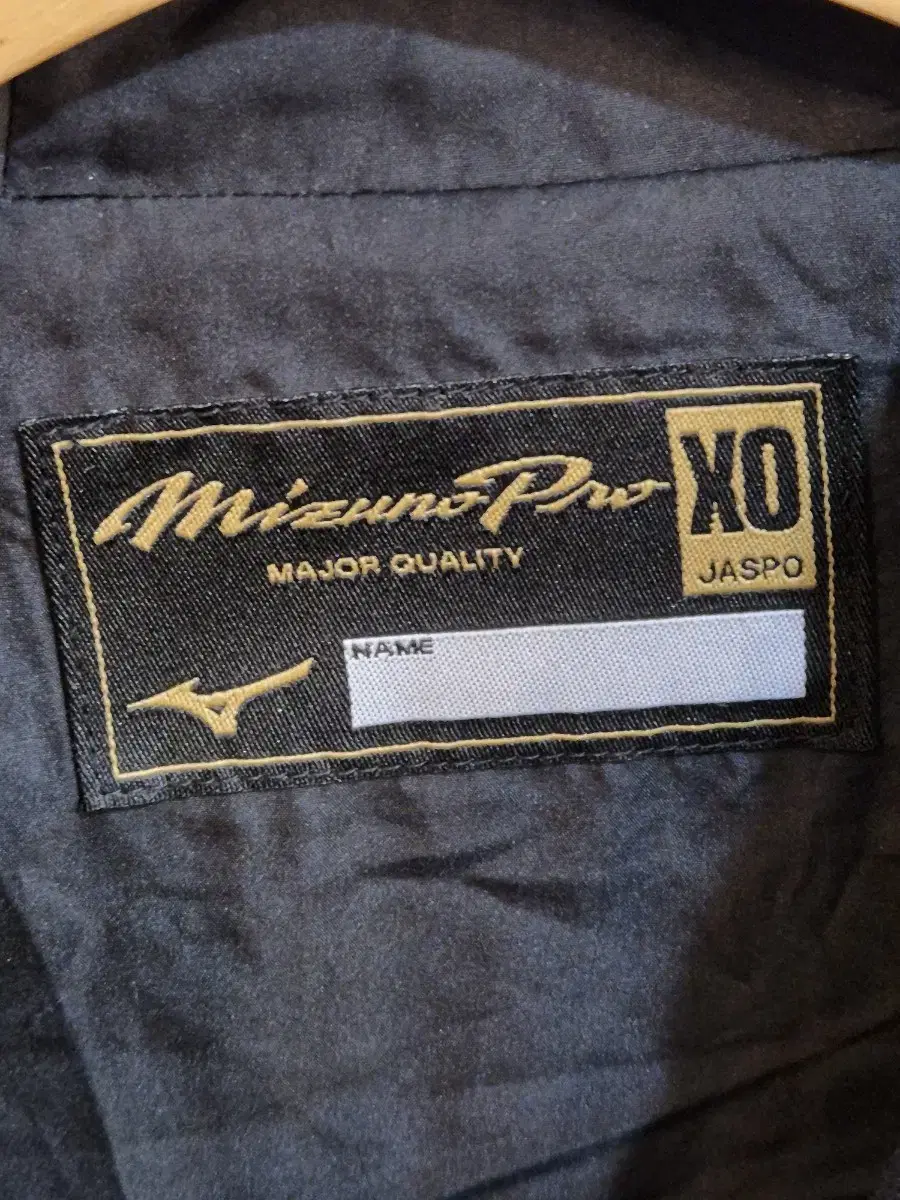 Mizuno Pro
XO
JASPO
MAJOR QUALITY
NAME